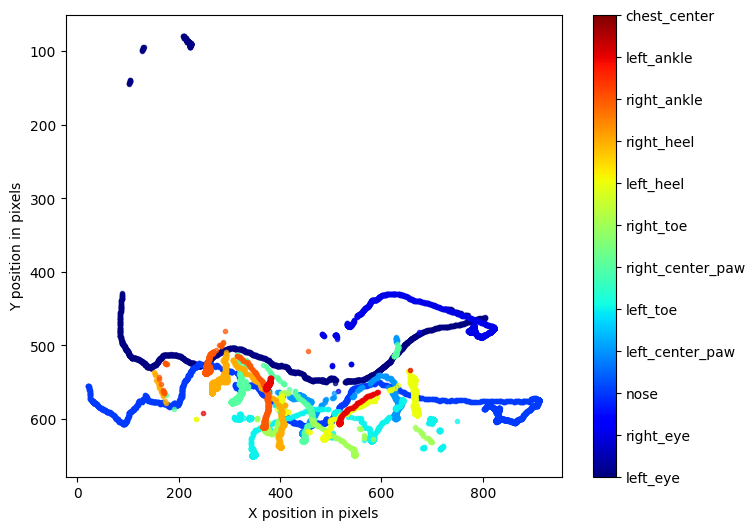 100
200
300
400
500
600
Y position in pixels
0
200
400
600
800
X position in pixels
chest_center
left_ankle
right_ankle
right_heel
left_heel
right_toe
right_center_paw
left_toe
left_center_paw
nose
right_eye
left_eye